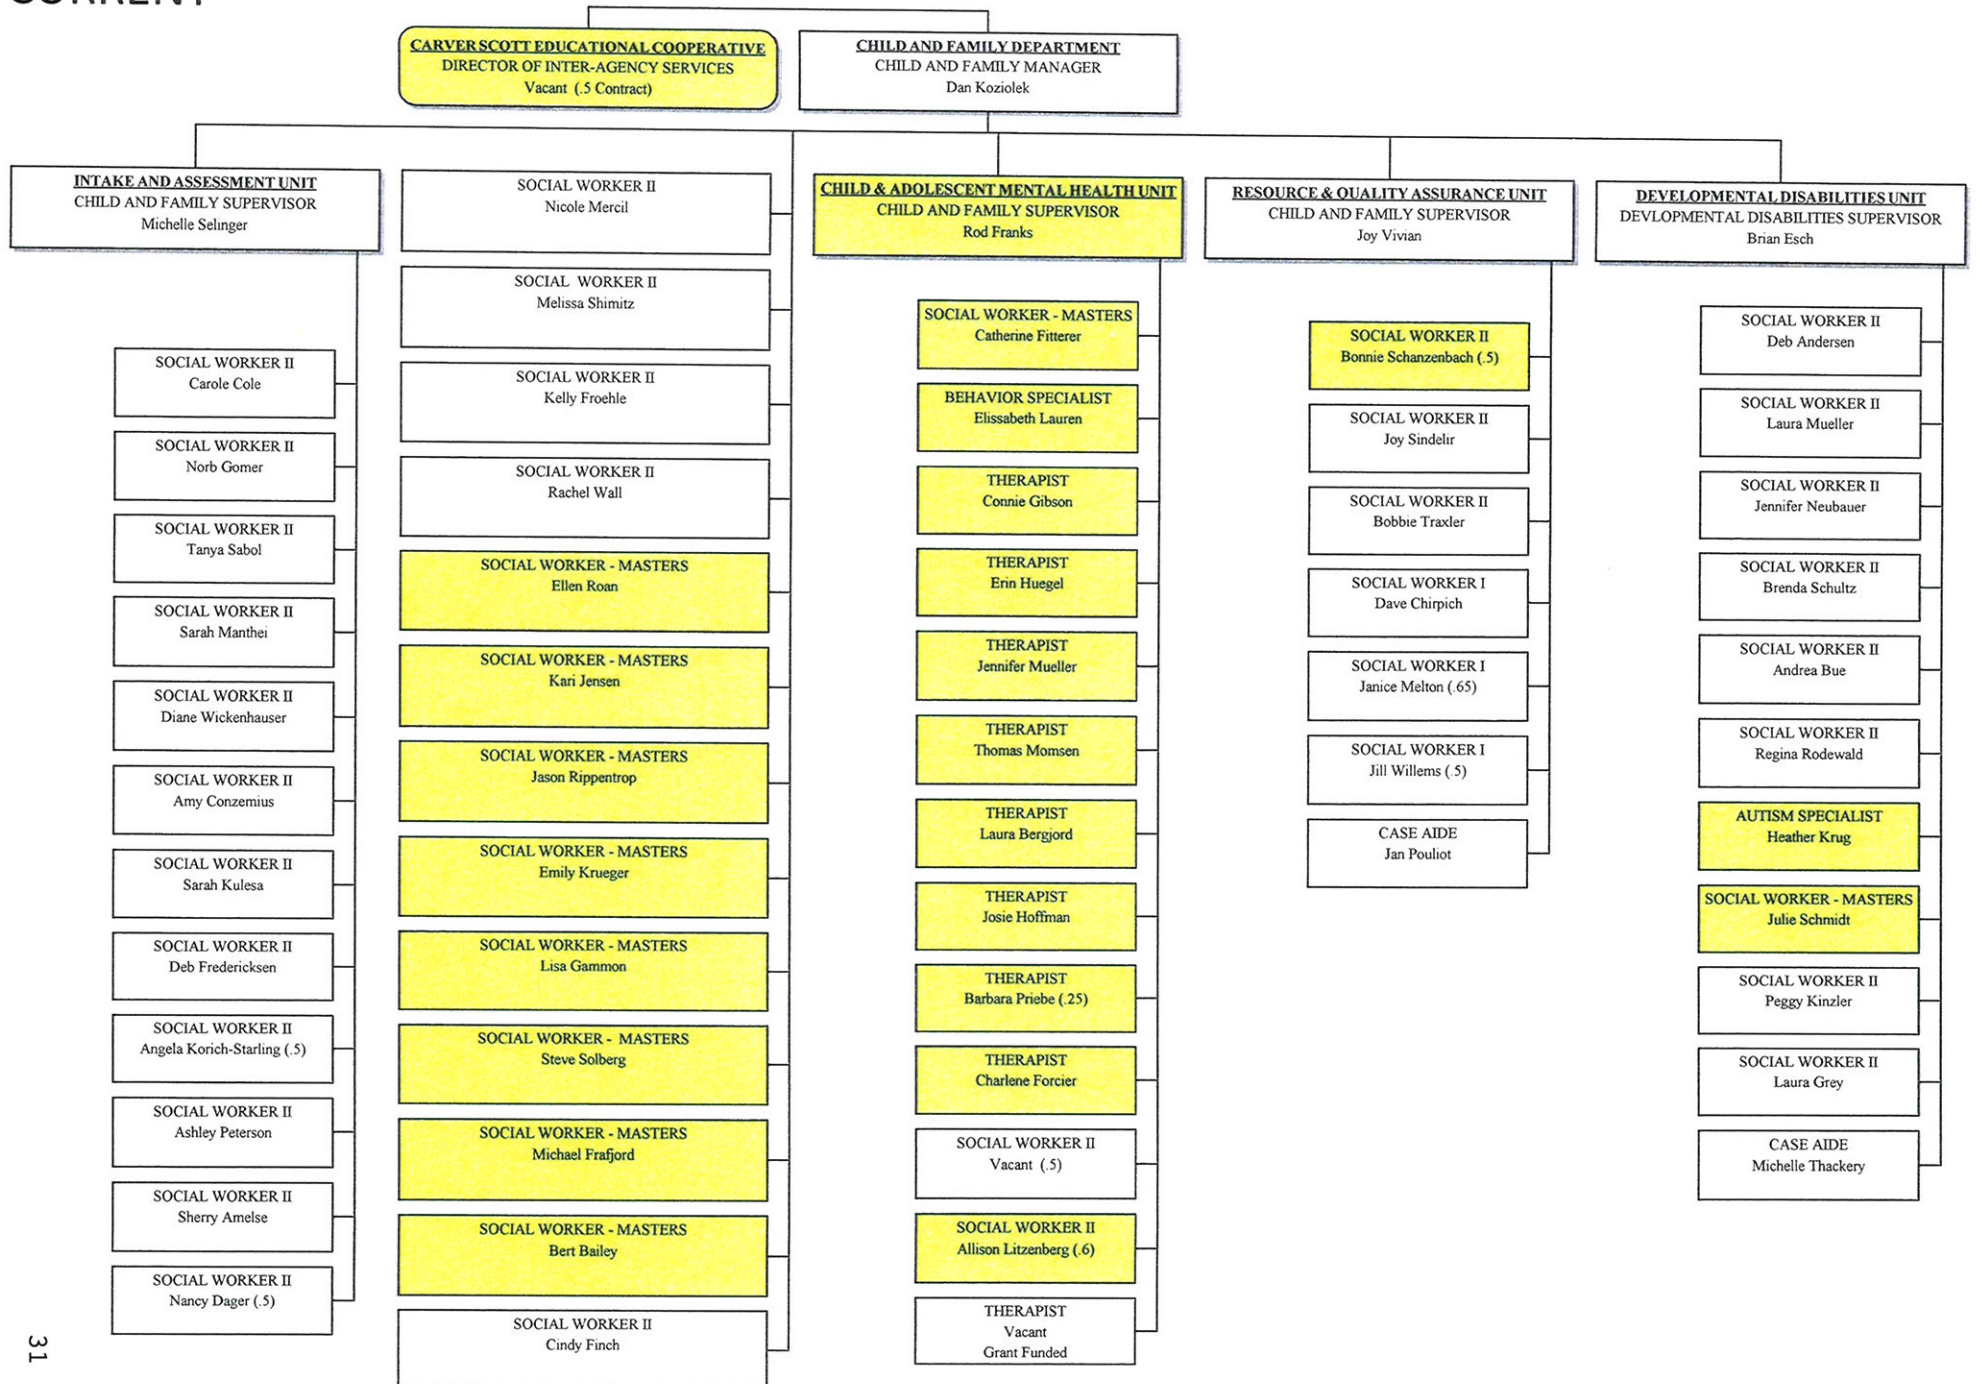 CURRENT
CARVER SCOTT EDUCATIONAL COOPERATIVE
DIRECTOR OF INTER-AGENCY SERVICES
Vacant (.5 Contract)
CHILD AND FAMILY DEPARTMENT
CHILD AND FAMILY MANAGER
Dan Koziolek
INTAKE AND ASSESSMENT UNIT
CHILD AND FAMILY SUPERVISOR
Michelle Selinger
SOCIAL WORKER II
Carole Cole
SOCIAL WORKER II
Norb Gomer
SOCIAL WORKER II
Tanya Sabol
SOCIAL WORKER II
Sarah Manthei
SOCIAL WORKER II
Diane Wickenhauser
SOCIAL WORKER II
Amy Conzemius
SOCIAL WORKER II
Sarah Kulesa
SOCIAL WORKER II
Deb Fredericksen
SOCIAL WORKER II
Angela Korich-Starling (.5)
SOCIAL WORKER II
Ashley Peterson
SOCIAL WORKER II
Sherry Amelse
SOCIAL WORKER II
Nancy Dager (.5)
SOCIAL WORKER II
Nicole Mercil
SOCIAL WORKER II
Melissa Shimitz
SOCIAL WORKER II
Kelly Froehle
SOCIAL WORKER II
Rachel Wall
SOCIAL WORKER - MASTERS
Ellen Roan
SOCIAL WORKER - MASTERS
Kari Jensen
SOCIAL WORKER - MASTERS
Jason Rippentrop
SOCIAL WORKER - MASTERS
Emily Krueger
SOCIAL WORKER - MASTERS
Lisa Gammon
SOCIAL WORKER - MASTERS
Steve Solberg
SOCIAL WORKER - MASTERS
Michael Frafjord
SOCIAL WORKER - MASTERS
Bert Bailey
SOCIAL WORKER II
Cindy Finch
CHILD & ADOLESCENT MENTAL HEALTH UNIT
CHILD AND FAMILY SUPERVISOR
Rod Franks
SOCIAL WORKER - MASTERS
Catherine Fitterer
BEHAVIOR SPECIALIST
Elissabeth Lauren
THERAPIST
Connie Gibson
THERAPIST
Erin Huegel
THERAPIST
Jennifer Mueller
THERAPIST
Thomas Momsen
THERAPIST
Laura Bergjord
THERAPIST
Josie Hoffman
THERAPIST
Barbara Priebe (.25)
THERAPIST
Charlene Forcier
SOCIAL WORKER II
Vacant (.5)
SOCIAL WORKER II
Allison Litzenberg (.6)
THERAPIST
Vacant
Grant Funded
RESOURCE & QUALITY ASSURANCE UNIT
CHILD AND FAMILY SUPERVISOR
Joy Vivian
SOCIAL WORKER II
Bonnie Schanzenbach (.5)
SOCIAL WORKER II
Joy Sindelir
SOCIAL WORKER II
Bobbie Traxler
SOCIAL WORKER I
Dave Chirpich
SOCIAL WORKER I
Janice Melton (.65)
SOCIAL WORKER I
Jill Willems (.5)
CASE AIDE
Jan Pouliot
DEVELOPMENTAL DISABILITIES UNIT
DEVLOPMENTAL DISABILITIES SUPERVISOR
Brian Esch
SOCIAL WORKER II
Deb Andersen
SOCIAL WORKER II
Laura Mueller
SOCIAL WORKER II
Jennifer Neubauer
SOCIAL WORKER II
Brenda Schultz
SOCIAL WORKER II
Andrea Bue
SOCIAL WORKER II
Regina Rodewald
AUTISM SPECIALIST
Heather Krug
SOCIAL WORKER - MASTERS
Julie Schmidt
SOCIAL WORKER II
Peggy Kinzler
SOCIAL WORKER II
Laura Grey
CASE AIDE
Michelle Thackery
31